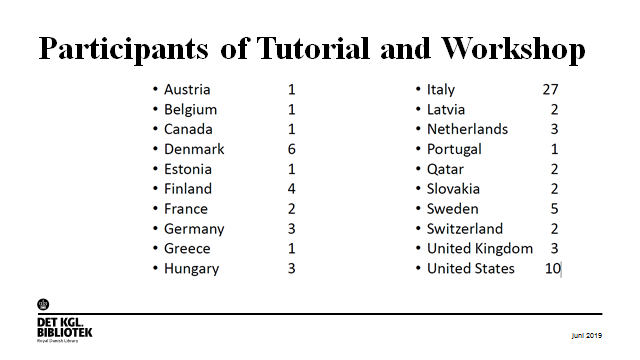 Participants of Tutorial and Workshop
• Austria 1
• Belgium 1
• Canada 1
• Denmark 6
• Estonia 1
• Finland 4
• France 2
• Germany 3
• Greece 1
• Hungary 3
• Italy 27
• Latvia 2
• Netherlands 3
• Portugal 1
• Qatar 2
• Slovakia 2
• Sweden 5
• Switzerland 2
• United Kingdom 3
• United States 10
DET KGL.
BIBLIOTEK
Royal Danish Library
juni 2019